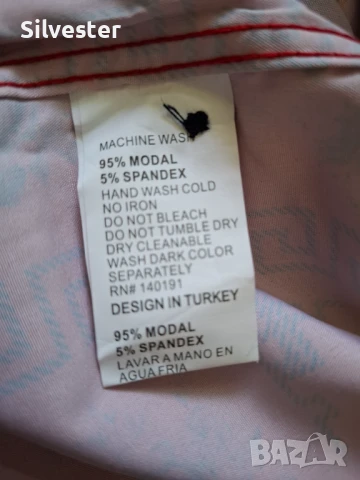 Silvester
MACHINE WASH
95% MODAL
5% SPANDEX
HAND WASH COLD
NO IRON
DO NOT BLEACH
DO NOT TUMBLE DRY
DRY CLEANABLE
WASH DARK COLOR
SEPARATELY
RN# 140191
DESIGN IN TURKEY
95% MODAL
5% SPANDEX
LAVAR A MANO EN
AGUA FRIA
BAZAR